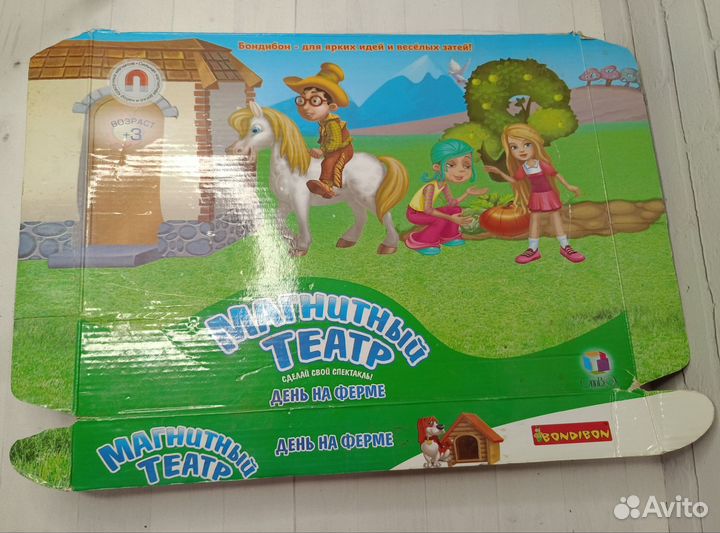 Бондибон - для ярких идей и весёлых затей!
ВОЗРАСТ
+3
МАГНИТНЫЙ
ТЕАТР
СДЕЛАЙ СВОЙ СПЕКТАКЛЬ!
ДЕНЬ НА ФЕРМЕ
МАГНИТНЫЙ
ТЕАТР
ДЕНЬ НА ФЕРМЕ
BONDIBON
Avito